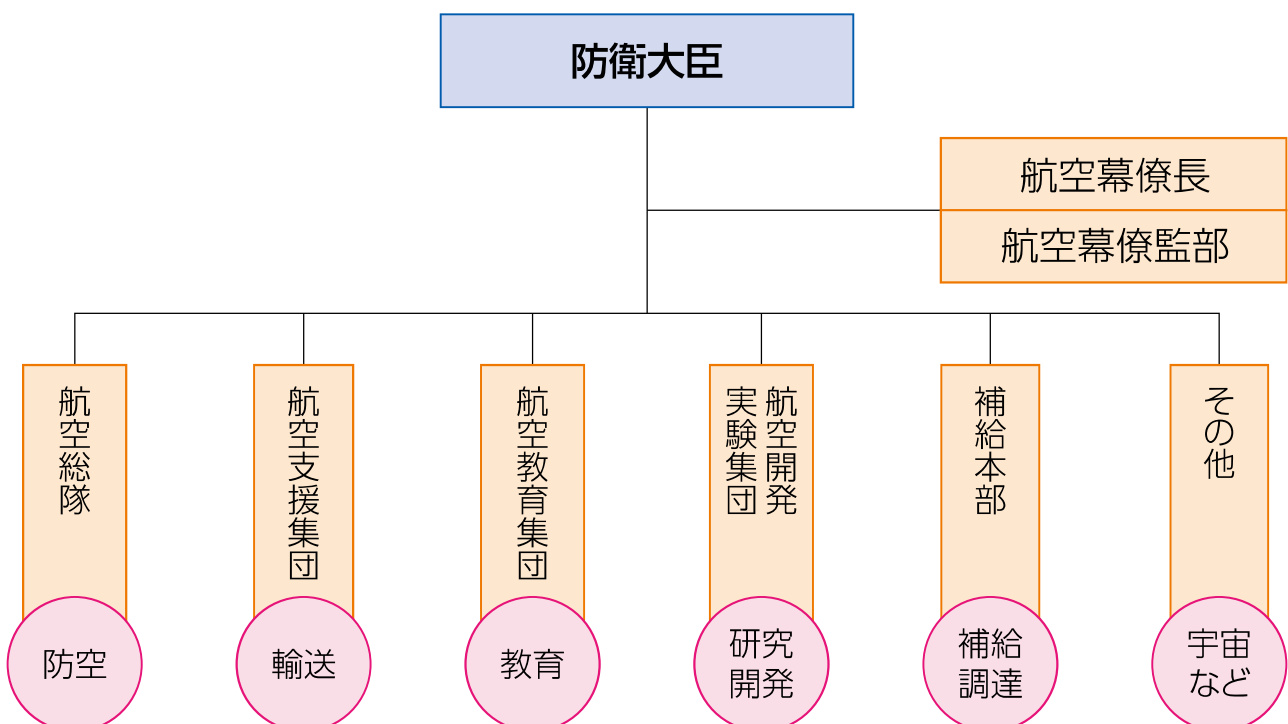 防衛大臣
航空幕僚長
航空幕僚監部
航空総隊
航空支援集団
航空教育集団
航空開発
実験集団
補給本部
その他
防空
輸送
教育
研究
開発
補給
調達
宇宙
など